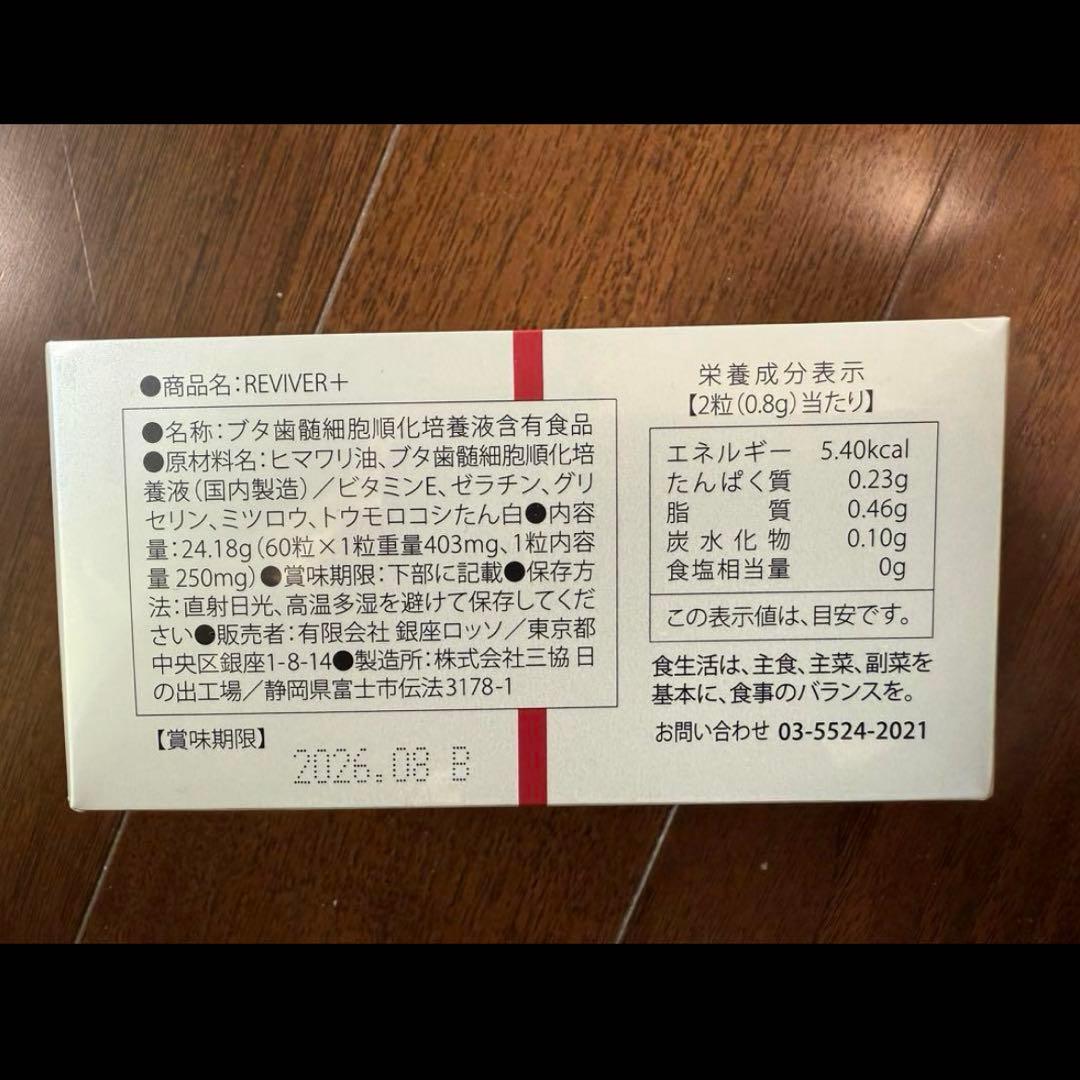 ●商品名：REVIVER＋
●名称：ブタ歯髄細胞順化培養液含有食品
●原材料名：ヒマワリ油、ブタ歯髄細胞順化培
養液（国内製造）／ビタミンE、ゼラチン、グリ
セリン、ミツロウ、トウモロコシたん白●内容
量：24.18g（60粒×1粒重量403mg、1粒内容
量 250mg）●賞味期限：下部に記載●保存方
法：直射日光、高温多湿を避けて保存してくだ
さい●販売者：有限会社 銀座ロッソ／東京都
中央区銀座1-8-14●製造所：株式会社三協 日
の出工場／静岡県富士市伝法3178-1
【賞味期限】
2026.08 B
栄養成分表示
【2粒（0.8g）当たり】
エネルギー 5.40kcal
たんぱく質 0.23g
脂質 0.46g
炭水化物 0.10g
食塩相当量 0g
この表示値は、目安です。
食生活は、主食、主菜、副菜を
基本に、食事のバランスを。
お問い合わせ 03-5524-2021